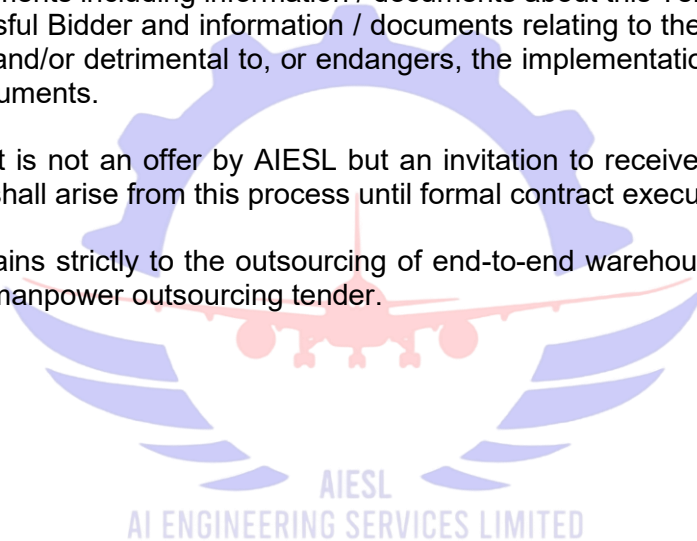 sful Bidder and information / documents relating to the
and/or detrimental to, or endangers, the implementatio
uments.
t is not an offer by AIESL but an invitation to receive
shall arise from this process until formal contract execu
ains strictly to the outsourcing of end-to-end warehou
manpower outsourcing tender.
AIESL
AI ENGINEERING SERVICES LIMITED